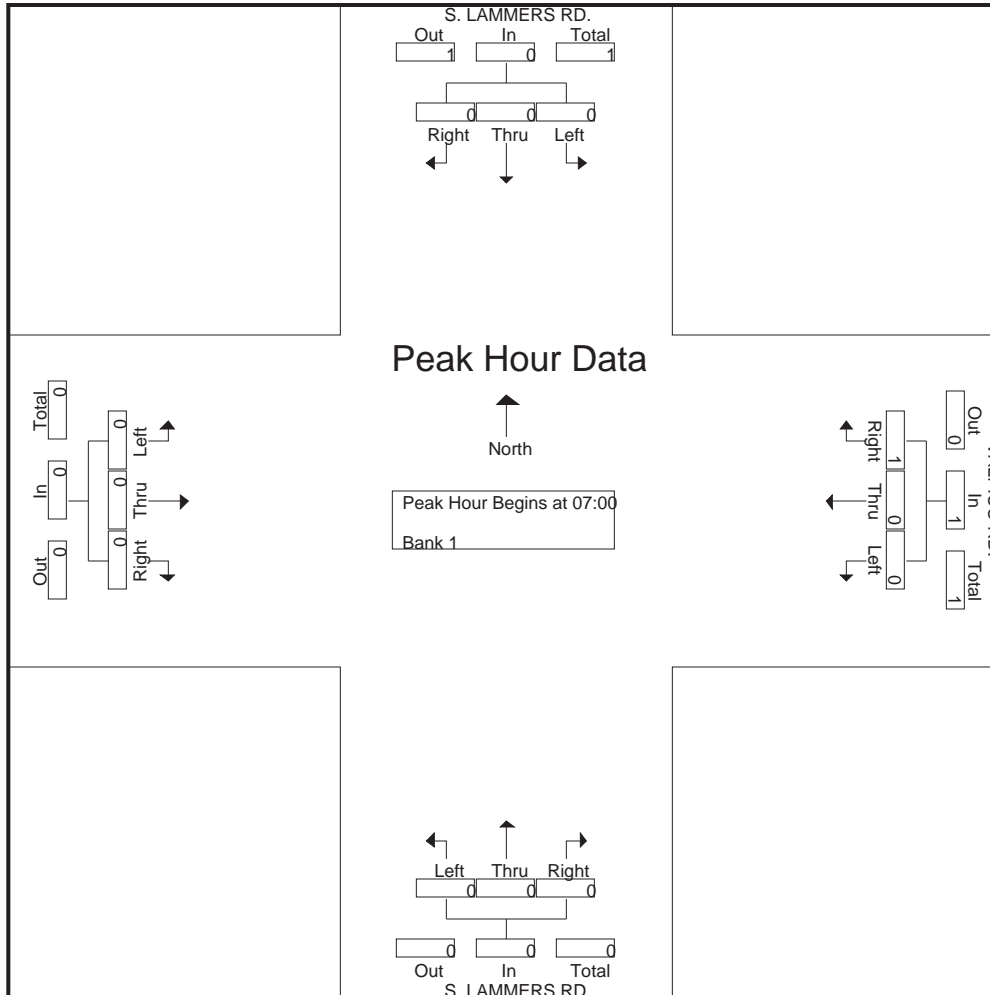 S. LAMMERS RD.
Out In Total
1 0 1
0 0 0
Right Thru Left
Peak Hour Data
North
Peak Hour Begins at 07:00
Bank 1
Total In Out
0 0 0
Left Thru Right
0 0 0
Out In Total
0 1 1
Right Thru Left
1 0 0
Left Thru Right
0 0 0
0 0 0
Out In Total
S. LAMMERS RD